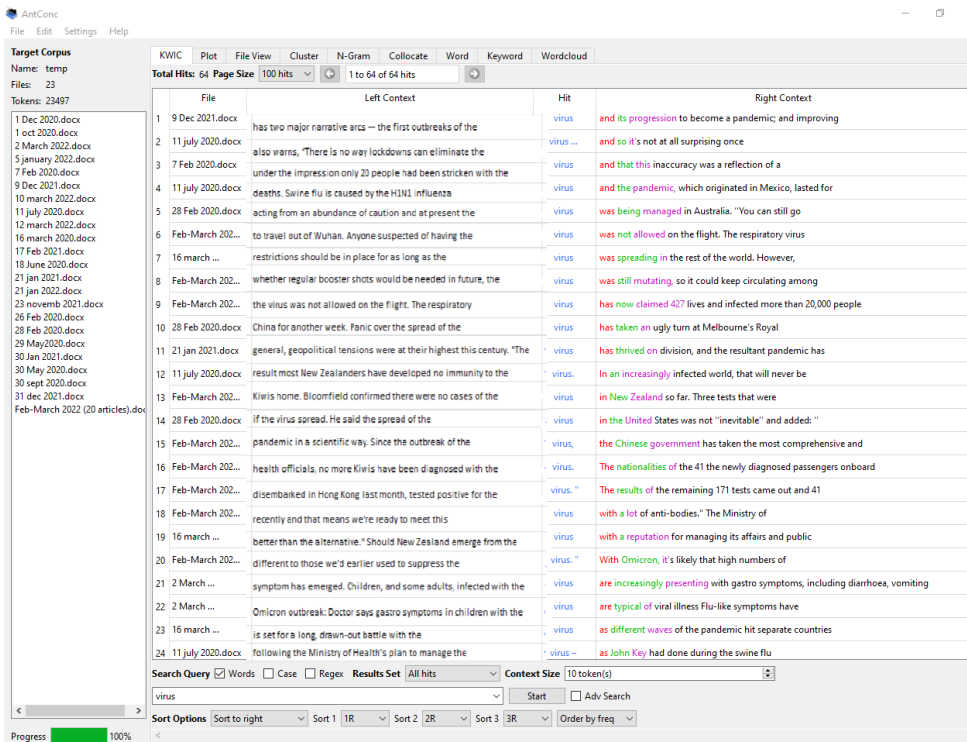 AntConc
File Edit Settings Help
Target Corpus
Name: temp
Files: 23
Tokens: 23497
1 Dec 2020.docx
1 oct 2020.docx
2 March 2022.docx
5 january 2022.docx
7 Feb 2020.docx
9 Dec 2021.docx
10 march 2022.docx
11 july 2020.docx
12 march 2022.docx
16 march 2020.docx
17 Feb 2021.docx
18 June 2020.docx
21 jan 2021.docx
21 jan 2022.docx
23 novemb 2021.docx
26 Feb 2020.docx
28 Feb 2020.docx
29 May2020.docx
30 Jan 2021.docx
30 May 2020.docx
30 sept 2020.docx
31 dec 2021.docx
Feb-March 2022 (20 articles).doc
Progress 100%
KWIC Plot File View Cluster N-Gram Collocate Word Keyword Wordcloud
Total Hits: 64 Page Size 100 hits 1 to 64 of 64 hits
File Left Context Hit Right Context
1 9 Dec 2021.docx has two major narrative arcs — the first outbreaks of the virus and its progression to become a pandemic; and improving
2 11 july 2020.docx also warns, "There is no way lockdowns can eliminate the virus ... and so it's not at all surprising once
3 7 Feb 2020.docx under the impression only 20 people had been stricken with the virus and that this inaccuracy was a reflection of a
4 11 july 2020.docx deaths. Swine flu is caused by the H1N1 influenza virus and the pandemic, which originated in Mexico, lasted for
5 28 Feb 2020.docx acting from an abundance of caution and at present the virus was being managed in Australia. "You can still go
6 Feb-March 202... to travel out of Wuhan. Anyone suspected of having the virus was not allowed on the flight. The respiratory virus
7 16 march ... restrictions should be in place for as long as the virus was spreading in the rest of the world. However,
8 Feb-March 202... whether regular booster shots would be needed in future, the virus was still mutating, so it could keep circulating among
9 Feb-March 202... the virus was not allowed on the flight. The respiratory virus has now claimed 427 lives and infected more than 20,000 people
10 28 Feb 2020.docx China for another week. Panic over the spread of the virus has taken an ugly turn at Melbourne's Royal
11 21 jan 2021.docx general, geopolitical tensions were at their highest this century. "The virus has thrived on division, and the resultant pandemic has
12 11 july 2020.docx result most New Zealanders have developed no immunity to the virus. In an increasingly infected world, that will never be
13 Feb-March 202... Kiwis home. Bloomfield confirmed there were no cases of the virus in New Zealand so far. Three tests that were
14 28 Feb 2020.docx if the virus spread. He said the spread of the virus in the United States was not "inevitable" and added: "
15 Feb-March 202... pandemic in a scientific way. Since the outbreak of the virus, the Chinese government has taken the most comprehensive and
16 Feb-March 202... health officials, no more Kiwis have been diagnosed with the virus. The nationalities of the 41 the newly diagnosed passengers onboard
17 Feb-March 202... disembarked in Hong Kong last month, tested positive for the virus. " The results of the remaining 171 tests came out and 41
18 Feb-March 202... recently and that means we're ready to meet this virus with a lot of anti-bodies." The Ministry of
19 16 march ... better than the alternative." Should New Zealand emerge from the virus with a reputation for managing its affairs and public
20 Feb-March 202... different to those we'd earlier used to suppress the virus. " With Omicron, it's likely that high numbers of
21 2 March ... symptom has emerged. Children, and some adults, infected with the virus are increasingly presenting with gastro symptoms, including diarrhoea, vomiting
22 2 March ... Omicron outbreak: Doctor says gastro symptoms in children with the virus are typical of viral illness Flu-like symptoms have
23 16 march ... is set for a long, drawn-out battle with the virus as different waves of the pandemic hit separate countries
24 11 july 2020.docx following the Ministry of Health's plan to manage the virus – as John Key had done during the swine flu
Search Query Words Case Regex Results Set All hits Context Size 10 token(s)
virus Start Adv Search
Sort Options Sort to right Sort 1 1R Sort 2 2R Sort 3 3R Order by freq